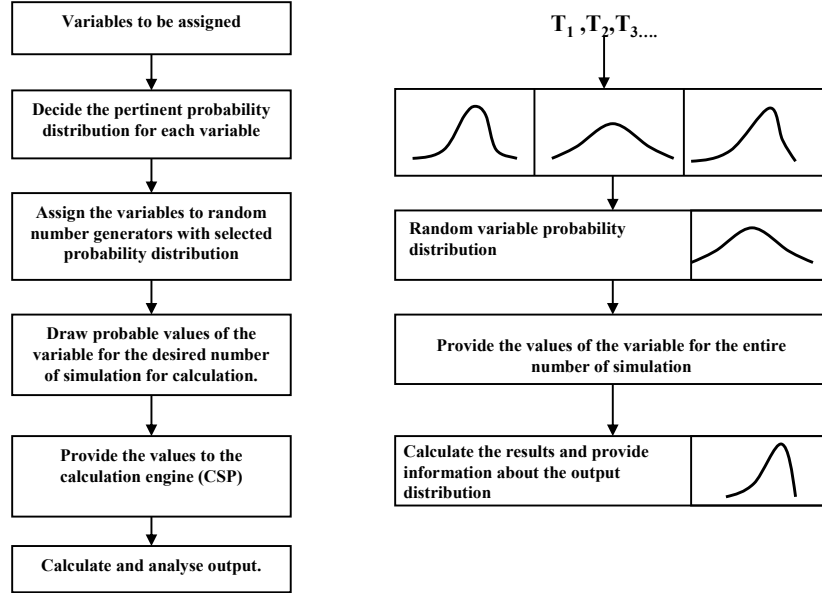 Variables to be assigned
Decide the pertinent probability
distribution for each variable
Assign the variables to random
number generators with selected
probability distribution
Draw probable values of the
variable for the desired number
of simulation for calculation.
Provide the values to the
calculation engine (CSP)
Calculate and analyse output.
T1 ,T2,T3....
Random variable probability
distribution
Provide the values of the variable for the entire
number of simulation
Calculate the results and provide
information about the output
distribution